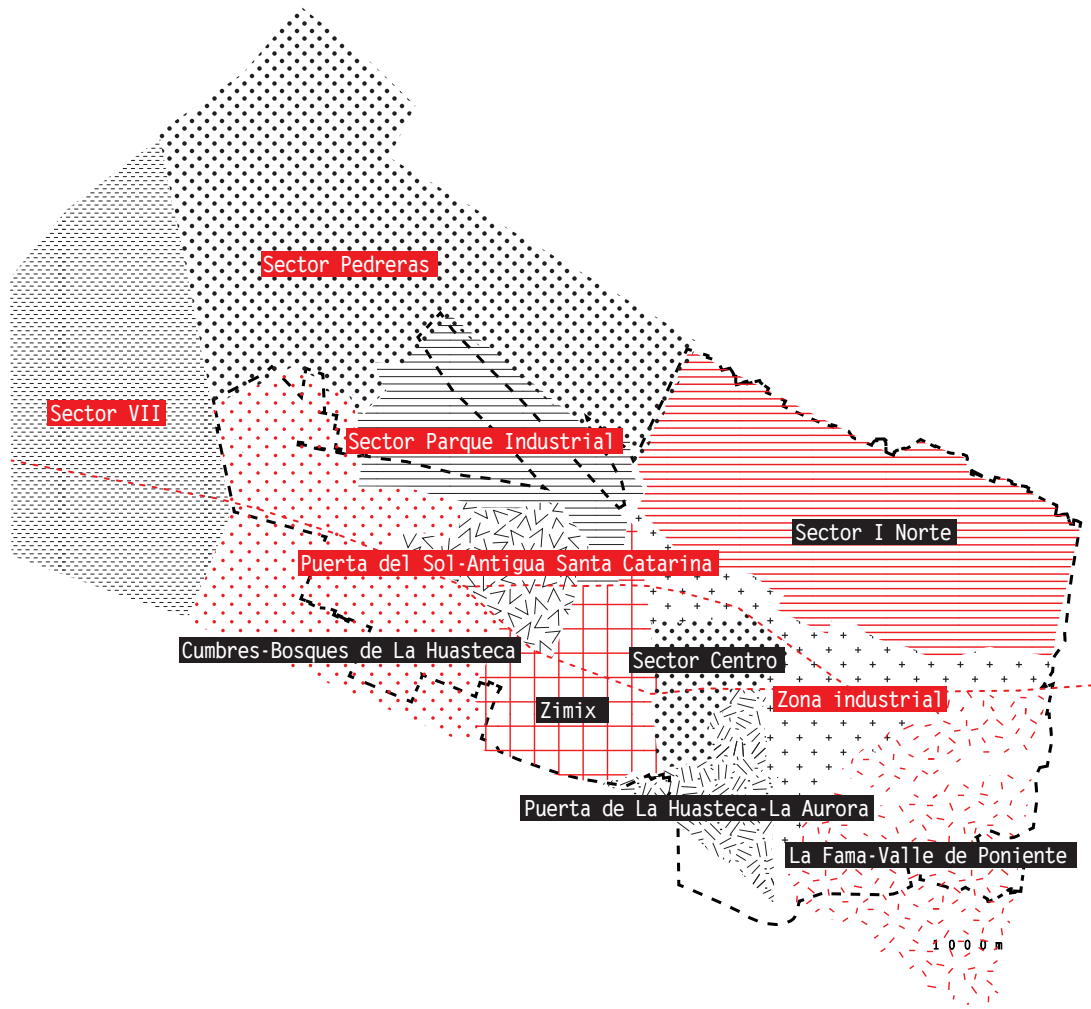 Sector Pedreras
Sector VII
Sector Parque Industrial
Sector I Norte
Puerta del Sol-Antigua Santa Catarina
Cumbres-Bosques de La Huasteca
Sector Centro
Zimix
Zona industrial
Puerta de La Huasteca-La Aurora
La Fama-Valle de Poniente
1000m